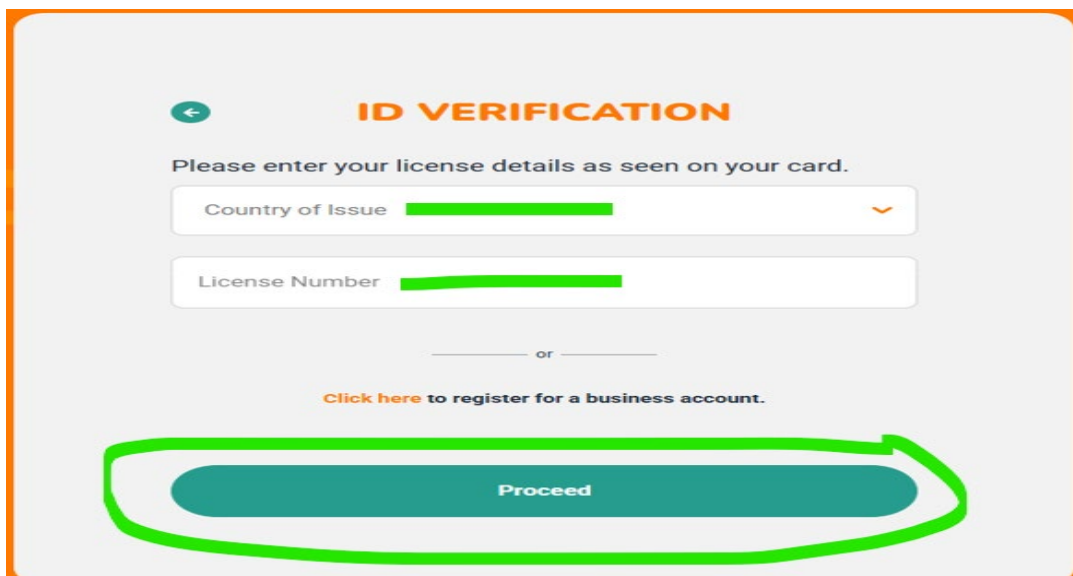 ID VERIFICATION
Please enter your license details as seen on your card.
Country of Issue
License Number
or
Click here to register for a business account.
Proceed